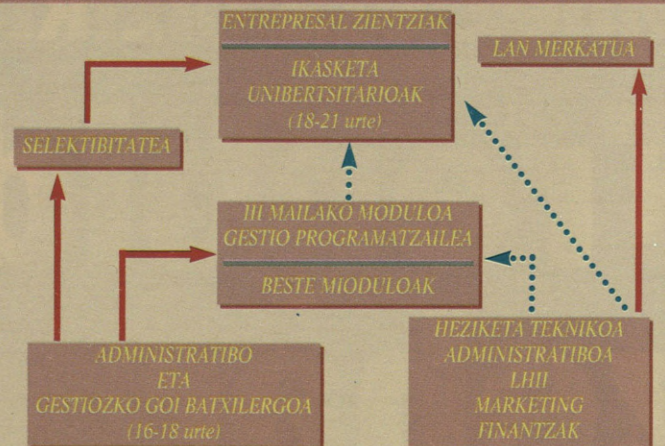 ENTREPRESAL ZIENTZIAK
IKASKETA
UNIBERTSITARIOAK
(18-21 urte)
LAN MERKATUA
SELEKTIBITATEA
III MAILAKO MODULOA
GESTIO PROGRAMATZAILEA
BESTE MIODULOAK
ADMINISTRATIBO
ETA
GESTIOZKO GOI BATXILERGOA
(16-18 urte)
HEZIKETA TEKNIKOA
ADMINISTRATIBOA
LHII
MARKETING
FINANTZAK